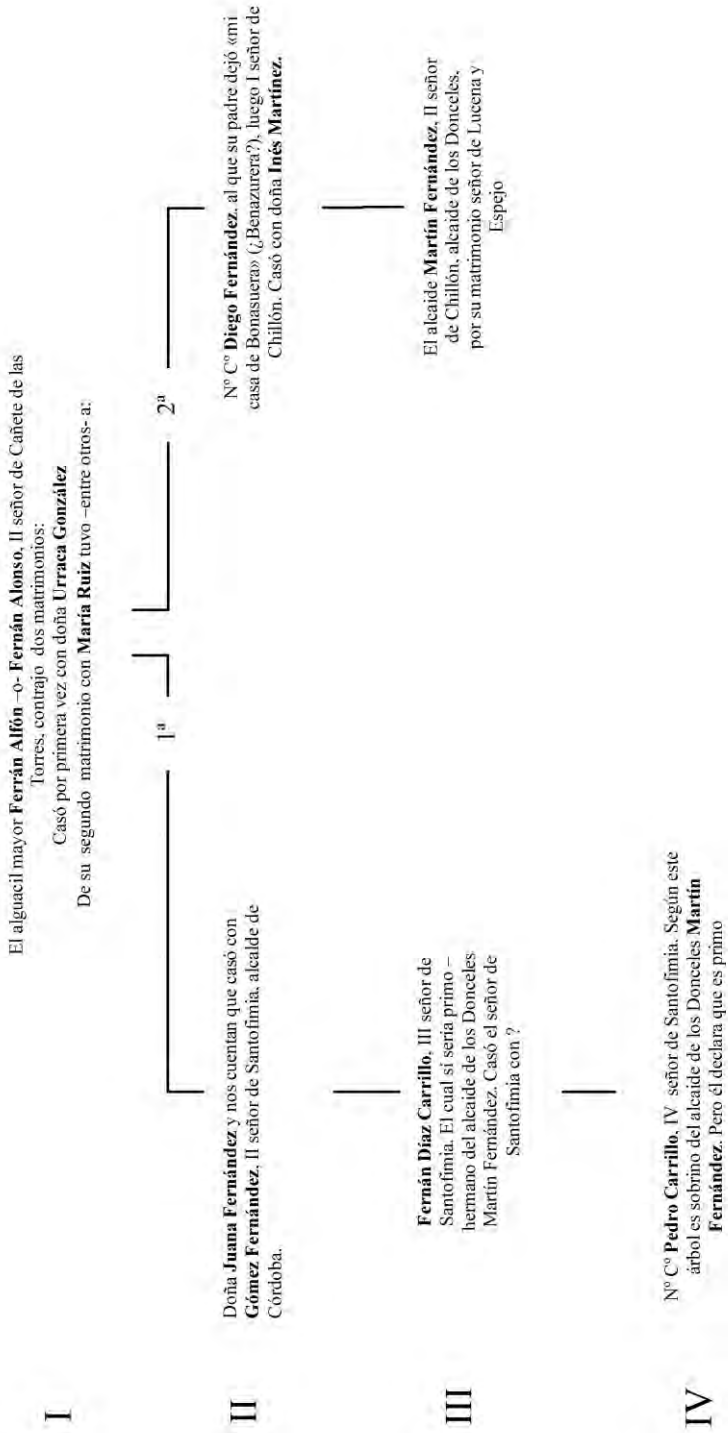 I
El alguacil mayor Ferrán Alfón –o- Fernán Alonso, II señor de Cañete de las
Torres, contrajo dos matrimonios:
Casó por primera vez con doña Urraca González
De su segundo matrimonio con María Ruiz tuvo –entre otros- a:
1ª
2ª
II
Doña Juana Fernández y nos cuentan que casó con
Gómez Fernández, II señor de Santofimia, alcalde de
Córdoba.
Nº Cº Diego Fernández, al que su padre dejó «mi
casa de Bonasuera» (¿Benazurera?), luego I señor de
Chillón. Casó con doña Inés Martínez.
III
Fernán Díaz Carrillo, III señor de
Santofimia. El cual sí sería primo –
hermano del alcaide de los Donceles
Martín Fernández. Casó el señor de
Santofimia con ?
El alcaide Martín Fernández, II señor
de Chillón, alcaide de los Donceles,
por su matrimonio señor de Lucena y
Espejo
IV
Nº Cº Pedro Carrillo, IV señor de Santofimia. Según este
árbol es sobrino del alcaide de los Donceles Martín
Fernández. Pero él declara que es primo